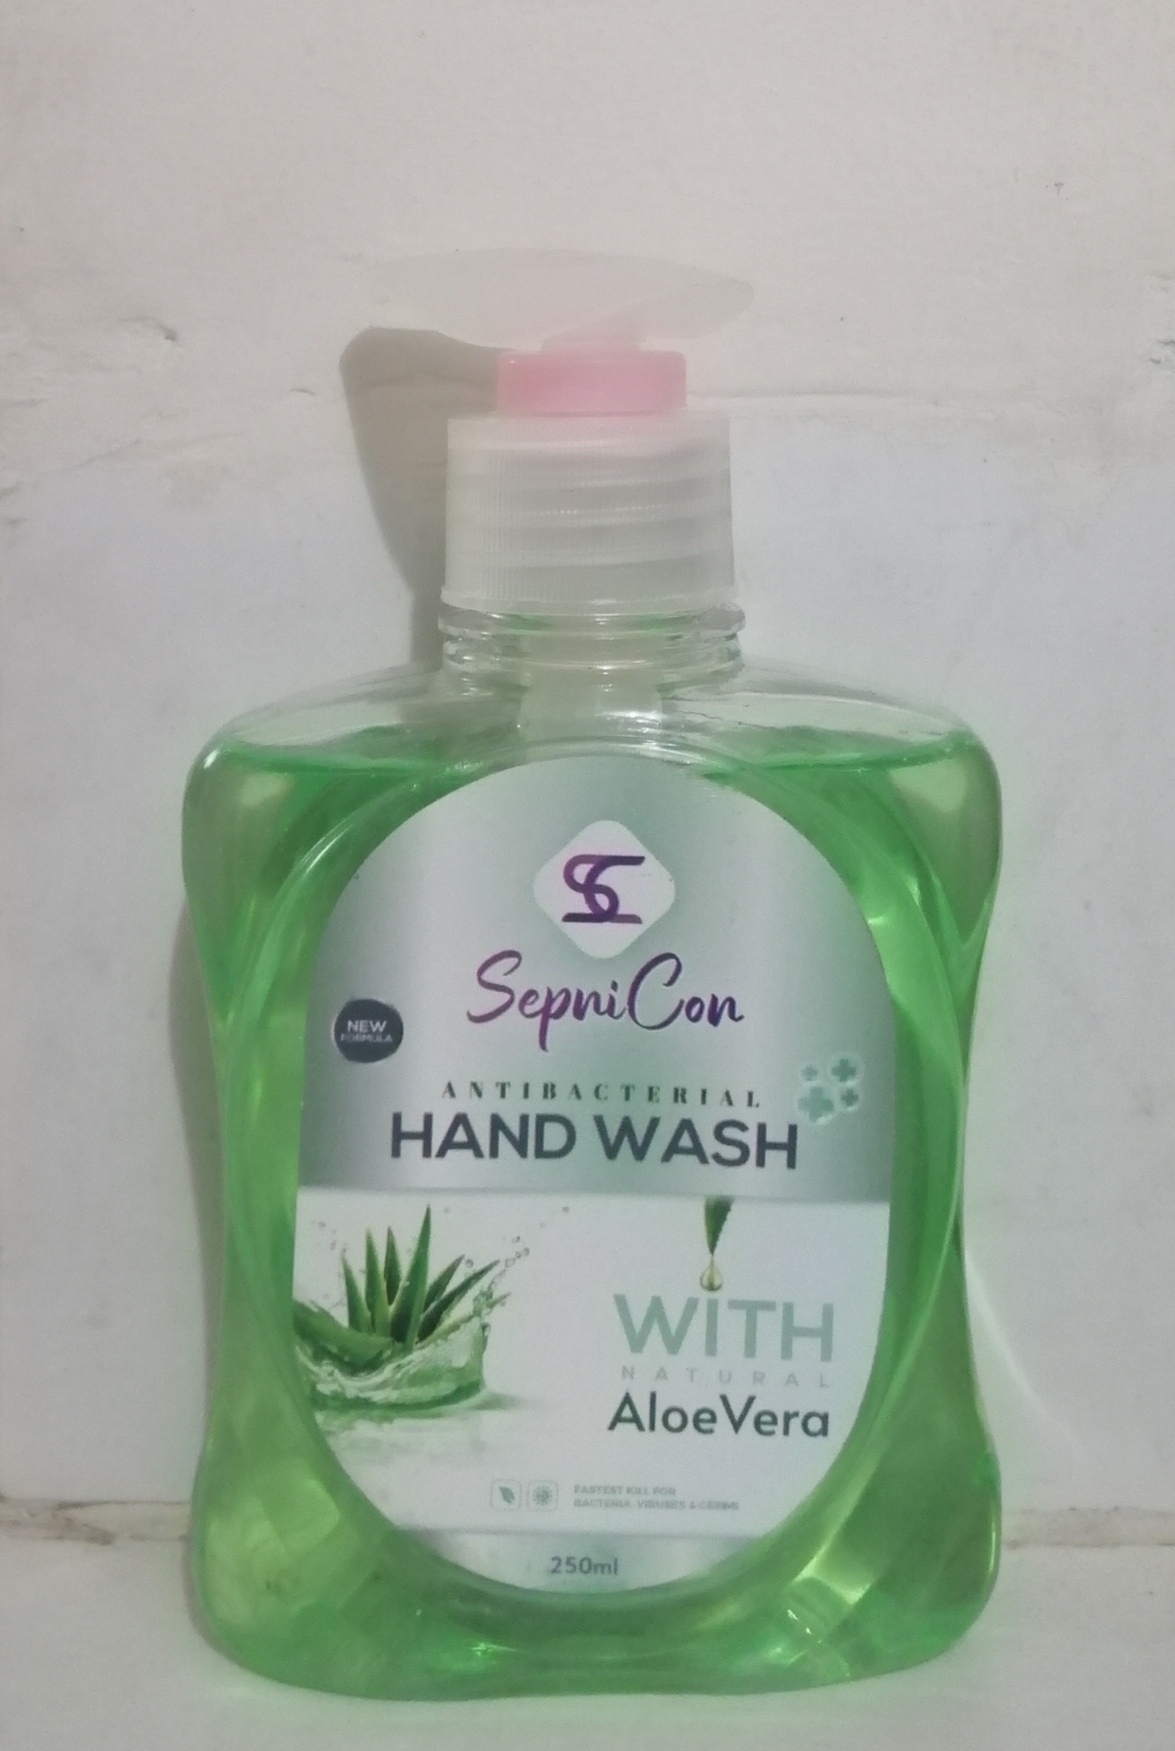 SC
SepniCon
NEW
FORMULA
ANTIBACTERIAL
HAND WASH
WITH
NATURAL
AloeVera
FASTEST KILL FOR
BACTERIA, VIRUSES & GERMS
250ml